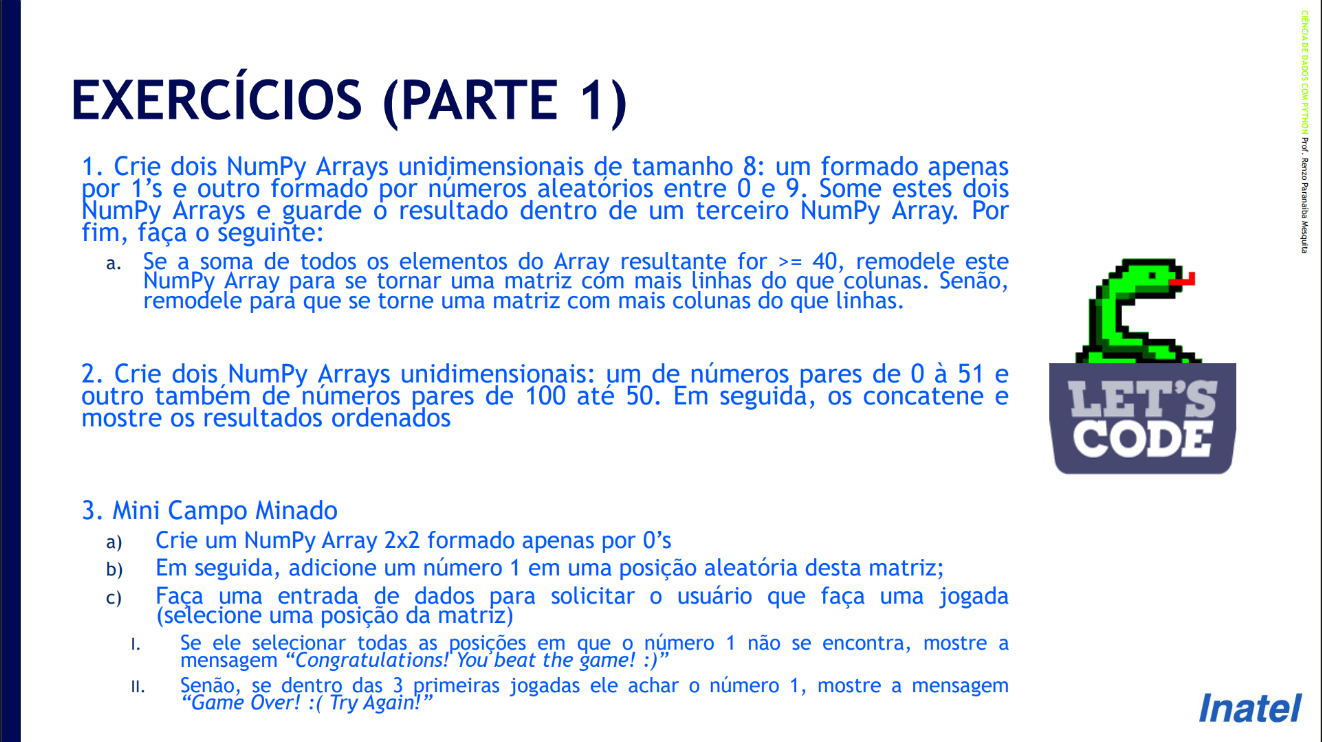 EXERCÍCIOS (PARTE 1)
1. Crie dois NumPy Arrays unidimensionais de tamanho 8: um formado apenas
por 1’s e outro formado por números aleatórios entre 0 e 9. Some estes dois
NumPy Arrays e guarde o resultado dentro de um terceiro NumPy Array. Por
fim, faça o seguinte:
a. Se a soma de todos os elementos do Array resultante for >= 40, remodele este
NumPy Array para se tornar uma matriz com mais linhas do que colunas. Senão,
remodele para que se torne uma matriz com mais colunas do que linhas.
2. Crie dois NumPy Arrays unidimensionais: um de números pares de 0 à 51 e
outro também de números pares de 100 até 50. Em seguida, os concatene e
mostre os resultados ordenados
3. Mini Campo Minado
a) Crie um NumPy Array 2x2 formado apenas por 0’s
b) Em seguida, adicione um número 1 em uma posição aleatória desta matriz;
c) Faça uma entrada de dados para solicitar o usuário que faça uma jogada
(selecione uma posição da matriz)
I. Se ele selecionar todas as posições em que o número 1 não se encontra, mostre a
mensagem “Congratulations! You beat the game! :)”
II. Senão, se dentro das 3 primeiras jogadas ele achar o número 1, mostre a mensagem
“Game Over! :( Try Again!”
LET'S
CODE
CIÊNCIA DE DADOS COM PYTHON Prof. Renzo Paranaíba Mesquita
Inatel